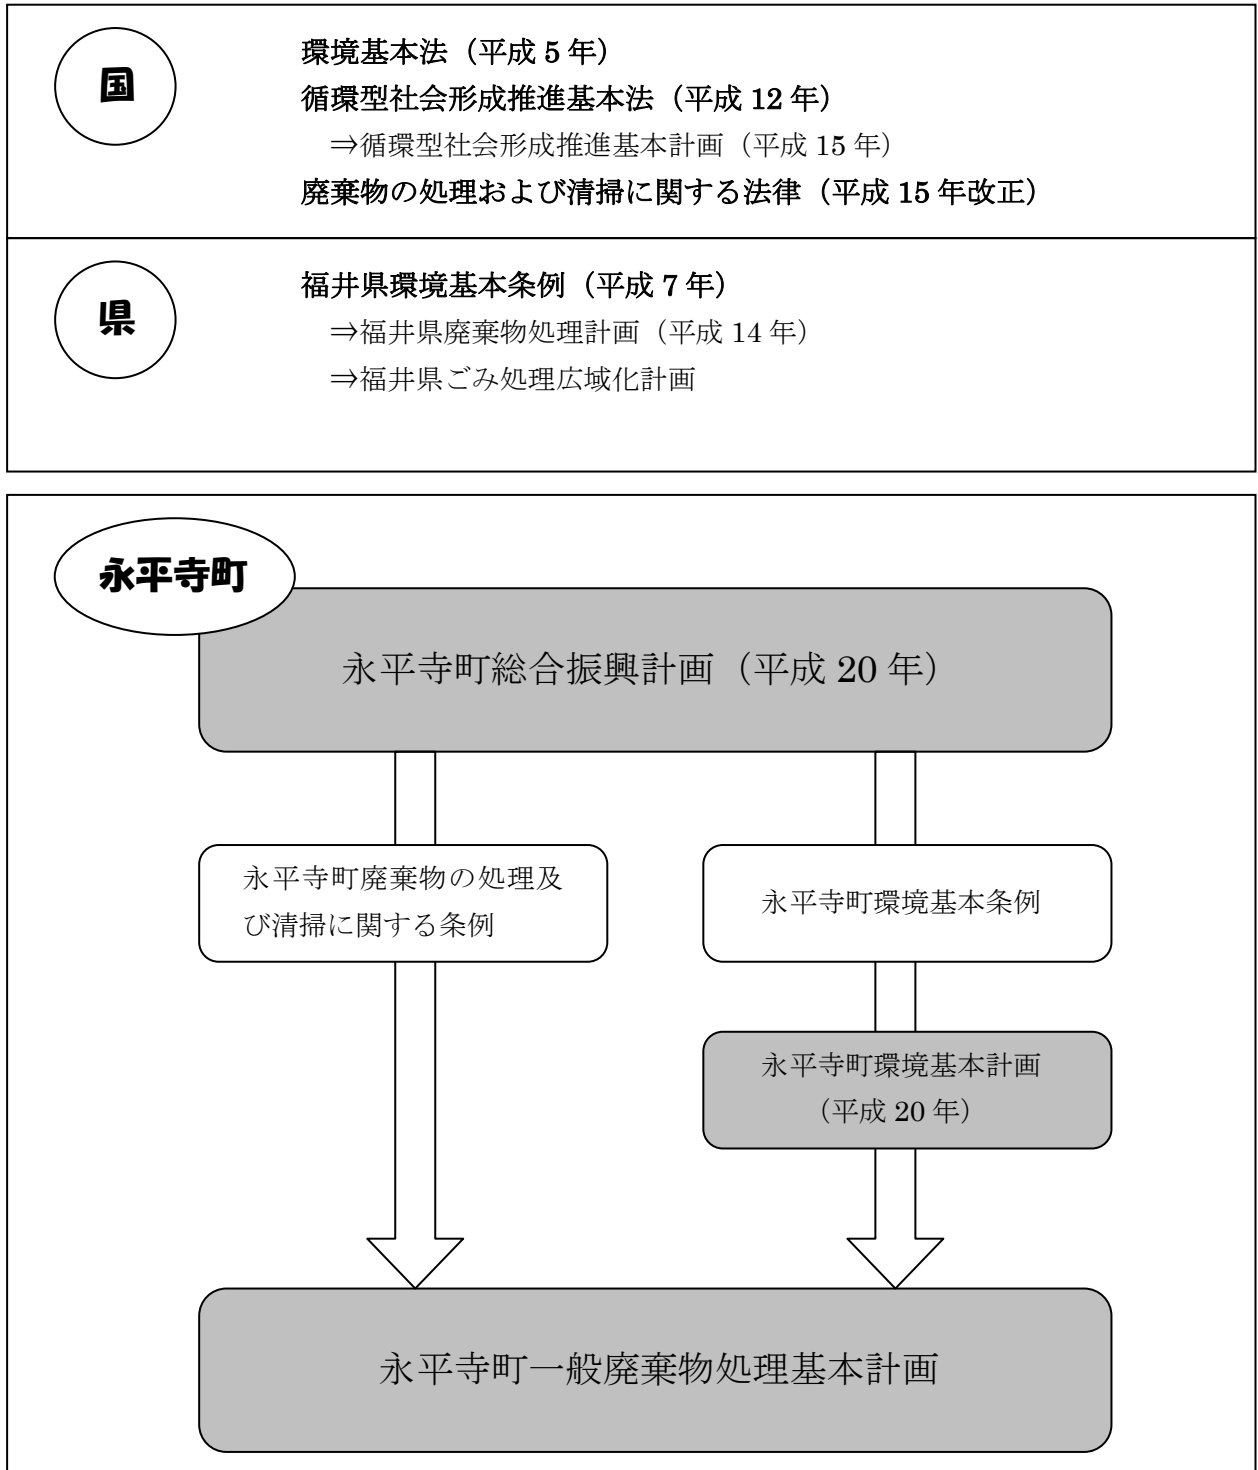 国
環境基本法（平成 5 年）
循環型社会形成推進基本法（平成 12 年）
⇒循環型社会形成推進基本計画（平成 15 年）
廃棄物の処理および清掃に関する法律（平成 15 年改正）
県
福井県環境基本条例（平成 7 年）
⇒福井県廃棄物処理計画（平成 14 年）
⇒福井県ごみ処理広域化計画
永平寺町
永平寺町総合振興計画（平成 20 年）
永平寺町廃棄物の処理及
び清掃に関する条例
永平寺町環境基本条例
永平寺町環境基本計画
（平成 20 年）
永平寺町一般廃棄物処理基本計画